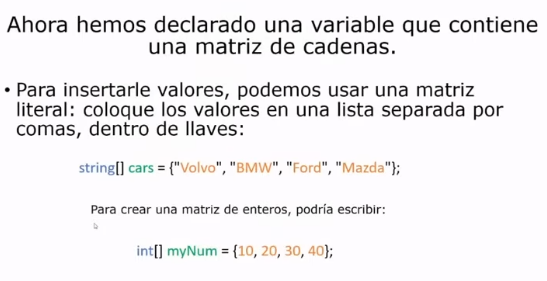 Ahora hemos declarado una variable que contiene
una matriz de cadenas.
• Para insertarle valores, podemos usar una matriz
literal: coloque los valores en una lista separada por
comas, dentro de llaves:
string[] cars = {"Volvo", "BMW", "Ford", "Mazda"};
Para crear una matriz de enteros, podría escribir:
int[] myNum = {10, 20, 30, 40};